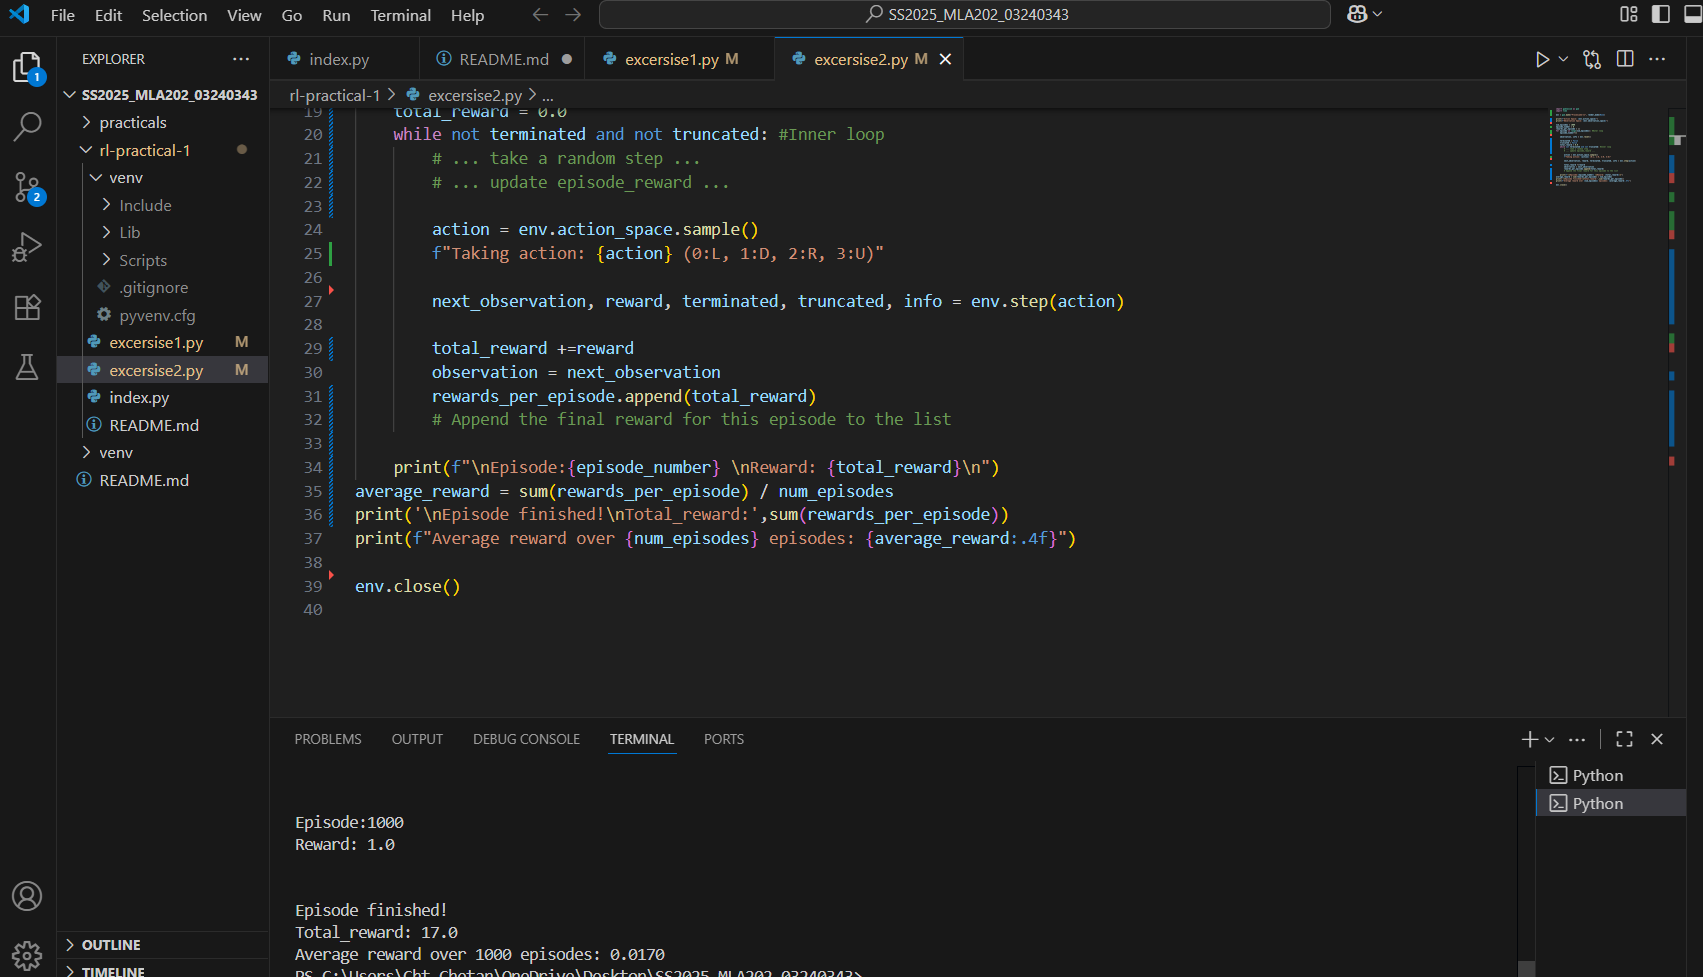 File Edit Selection View Go Run Terminal Help
SS2025_MLA202_03240343
EXPLORER
SS2025_MLA202_03240343
practicals
rl-practical-1
venv
Include
Lib
Scripts
.gitignore
pyvenv.cfg
excersise1.py M
excersise2.py M
index.py
README.md
venv
README.md
OUTLINE
TIMELINE
1
2
index.py
README.md
excersise1.py M
excersise2.py M
rl-practical-1 > excersise2.py > ...
19 total_reward = 0.0
20 while not terminated and not truncated: #Inner loop
21 # ... take a random step ...
22 # ... update episode_reward ...
23
24 action = env.action_space.sample()
25 f"Taking action: {action} (0:L, 1:D, 2:R, 3:U)"
26
27 next_observation, reward, terminated, truncated, info = env.step(action)
28
29 total_reward +=reward
30 observation = next_observation
31 rewards_per_episode.append(total_reward)
32 # Append the final reward for this episode to the list
33
34 print(f"\nEpisode:{episode_number} \nReward: {total_reward}\n")
35 average_reward = sum(rewards_per_episode) / num_episodes
36 print('\nEpisode finished!\nTotal_reward:',sum(rewards_per_episode))
37 print(f"Average reward over {num_episodes} episodes: {average_reward:.4f}")
38
39 env.close()
40
PROBLEMS OUTPUT DEBUG CONSOLE TERMINAL PORTS
Episode:1000
Reward: 1.0
Episode finished!
Total_reward: 17.0
Average reward over 1000 episodes: 0.0170
PS C:\Users\Cht Chetan\OneDrive\Desktop\SS2025_MLA202_03240343>
Python
Python